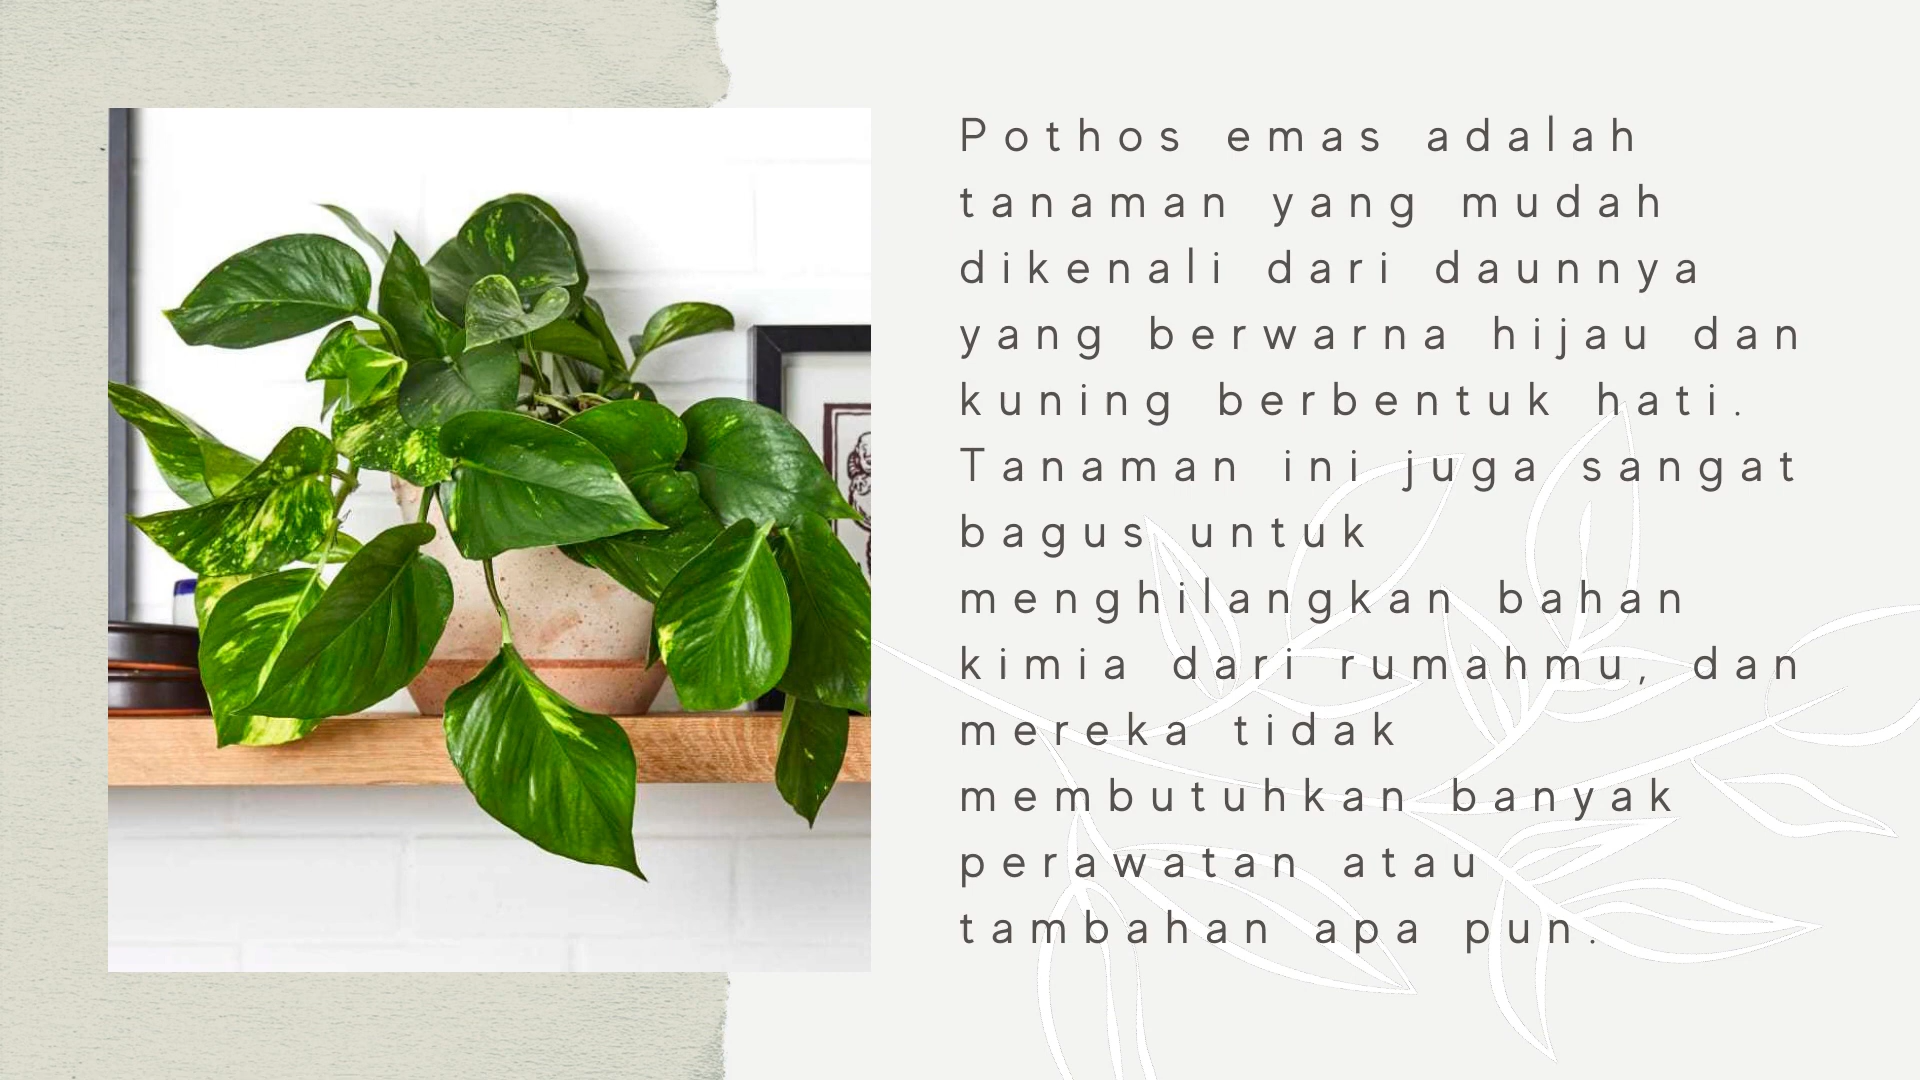 Pothos emas adalah
tanaman yang mudah
dikenali dari daunnya
yang berwarna hijau dan
kuning berbentuk hati.
Tanaman ini juga sangat
bagus untuk
menghilangkan bahan
kimia dari rumahmu, dan
mereka tidak
membutuhkan banyak
perawatan atau
tambahan apa pun.